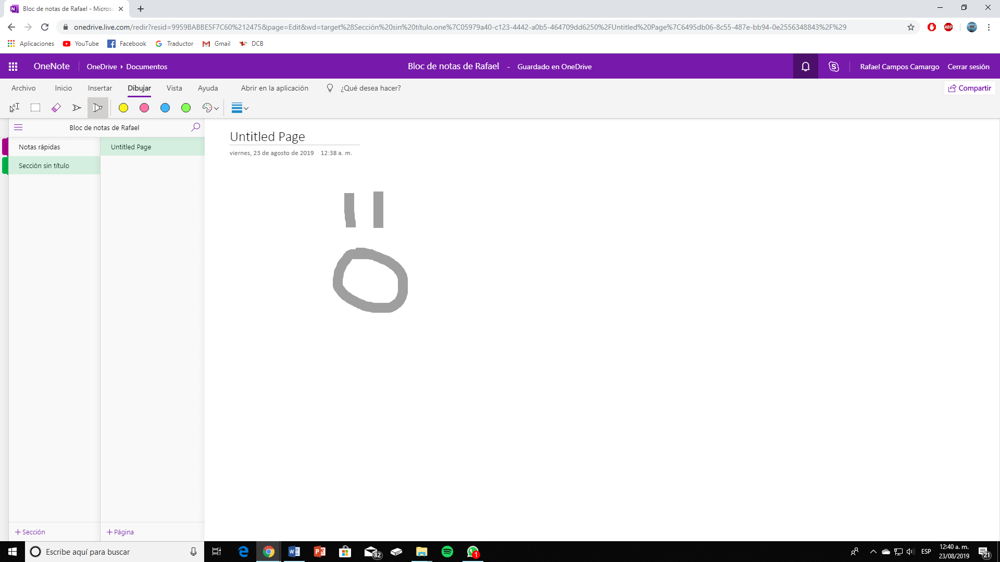 Bloc de notas de Rafael - Micros
onedrive.live.com/redir?resid=9959BABBE5F7C60%212475&page=Edit&wd=target%28Sección%20sin%20título.one%7C05979a40-c123-4442-a0b5-464709dd6250%2FUntitled%20Page%7C6495db06-8c55-487e-bb94-0e2556348843%2F%29
ABP
Aplicaciones YouTube Facebook Traductor Gmail DCB
OneNote OneDrive Documentos Bloc de notas de Rafael - Guardado en OneDrive Rafael Campos Camargo Cerrar sesión
Archivo Inicio Insertar Dibujar Vista Ayuda Abrir en la aplicación ¿Qué desea hacer? Compartir
Bloc de notas de Rafael
Untitled Page
Notas rápidas Untitled Page
viernes, 23 de agosto de 2019 12:38 a. m.
Sección sin título
+ Sección + Página
Escribe aquí para buscar 32 1 ESP 12:40 a. m.
23/08/2019 21